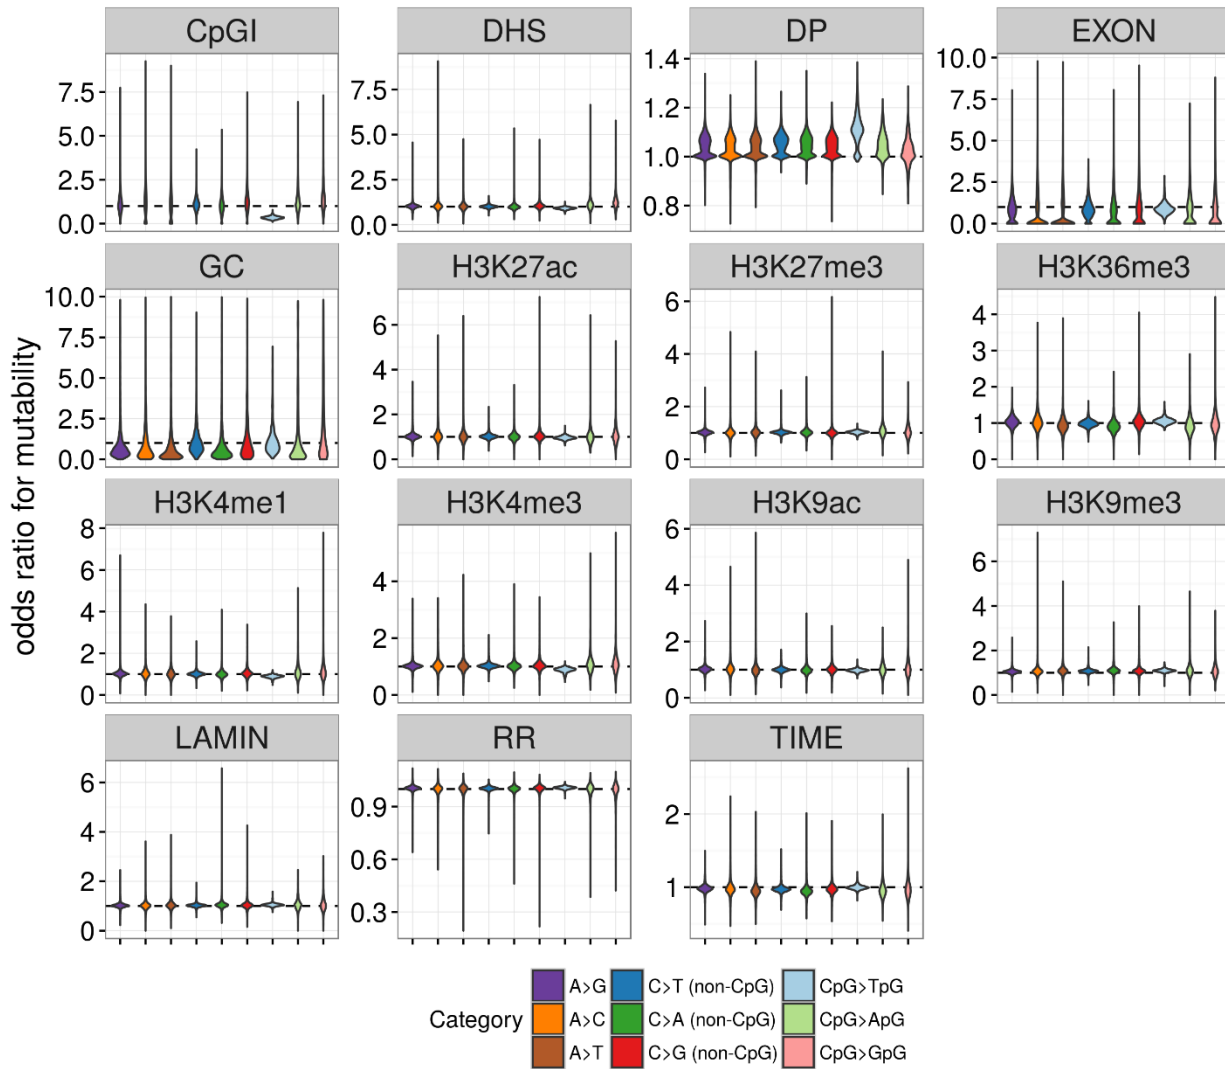 CpGI DHS DP EXON
7.5 5.0 2.5 0.0
7.5 5.0 2.5 0.0
1.4 1.2 1.0 0.8
10.0 7.5 5.0 2.5 0.0
GC H3K27ac H3K27me3 H3K36me3
10.0 7.5 5.0 2.5 0.0
6 4 2 0
6 4 2 0
4 3 2 1 0
odds ratio for mutability
H3K4me1 H3K4me3 H3K9ac H3K9me3
8 6 4 2 0
4 2 0
6 4 2 0
6 4 2 0
LAMIN RR TIME
6 4 2 0
0.9 0.6 0.3
2 1
Category
A>G C>T (non-CpG) CpG>TpG
A>C C>A (non-CpG) CpG>ApG
A>T C>G (non-CpG) CpG>GpG